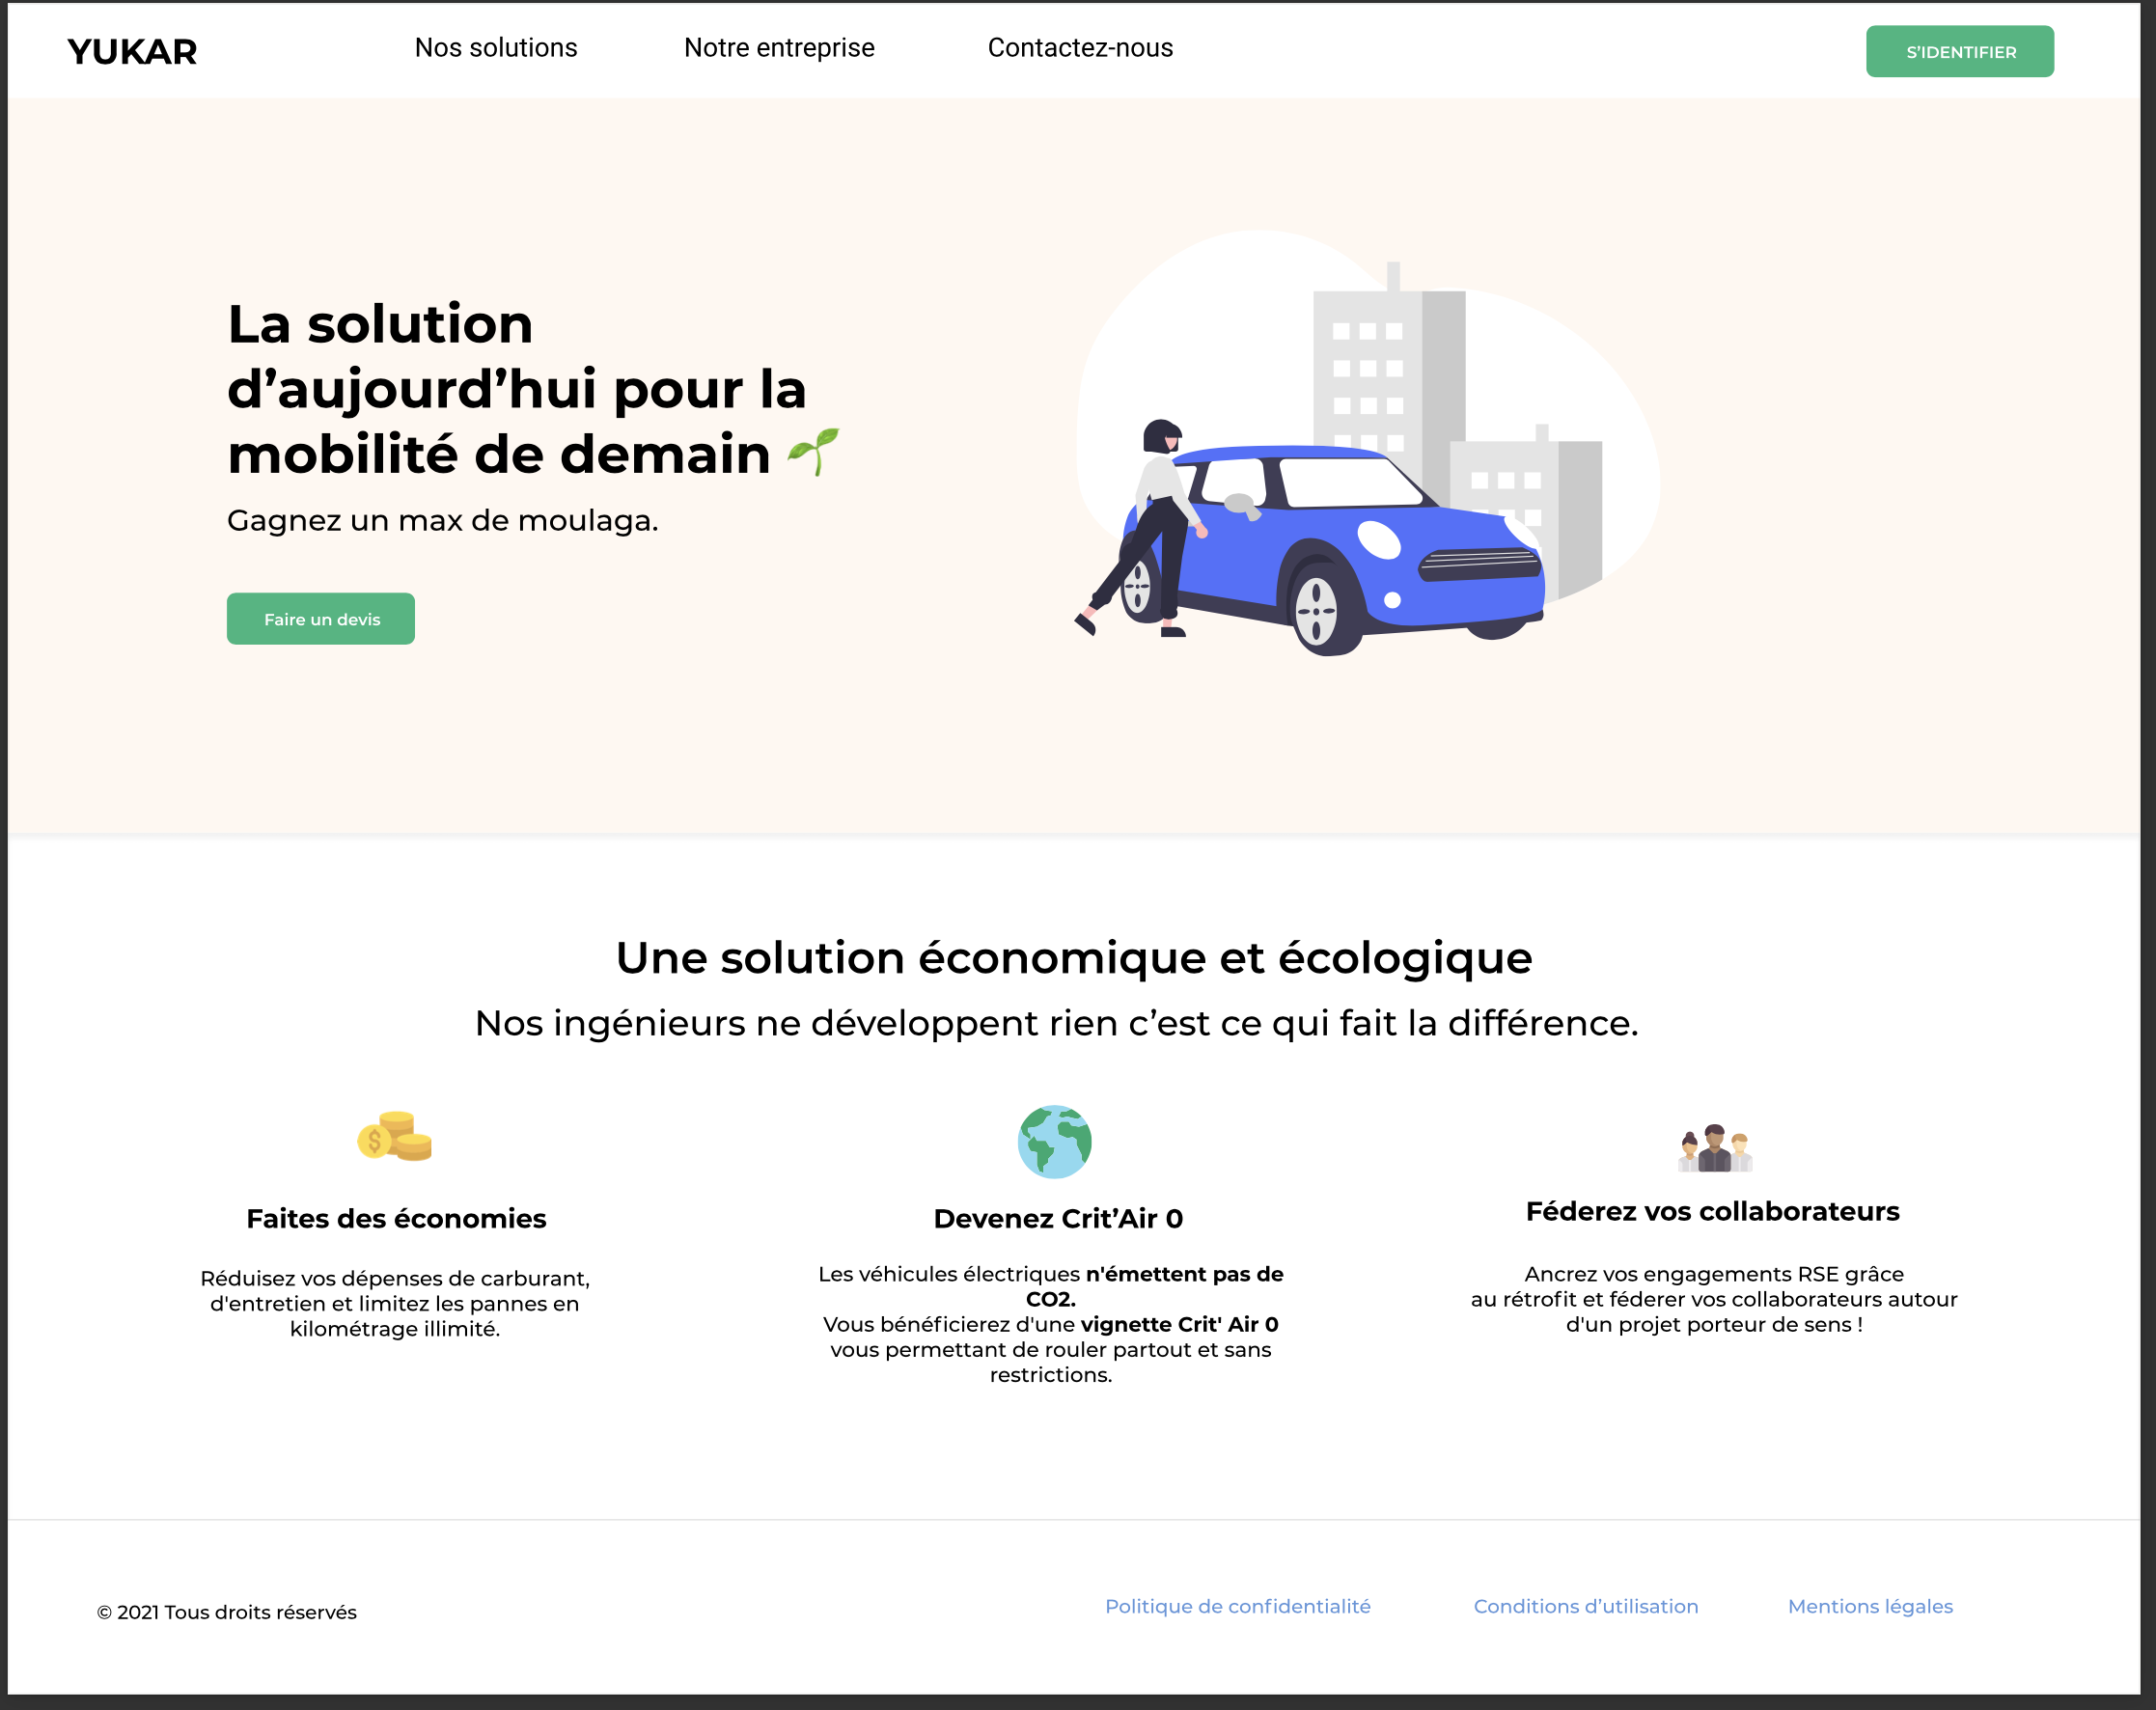 YUKAR
Nos solutions
Notre entreprise
Contactez-nous
S’IDENTIFIER
La solution
d’aujourd’hui pour la
mobilité de demain 🌱
Gagnez un max de moulaga.
Faire un devis
Une solution économique et écologique
Nos ingénieurs ne développent rien c’est ce qui fait la différence.
Faites des économies
Réduisez vos dépenses de carburant,
d'entretien et limitez les pannes en
kilométrage illimité.
Devenez Crit’Air 0
Les véhicules électriques n'émettent pas de
CO2.
Vous bénéficierez d'une vignette Crit' Air 0
vous permettant de rouler partout et sans
restrictions.
Féderez vos collaborateurs
Ancrez vos engagements RSE grâce
au rétrofit et féderer vos collaborateurs autour
d'un projet porteur de sens !
© 2021 Tous droits réservés
Politique de confidentialité
Conditions d’utilisation
Mentions légales